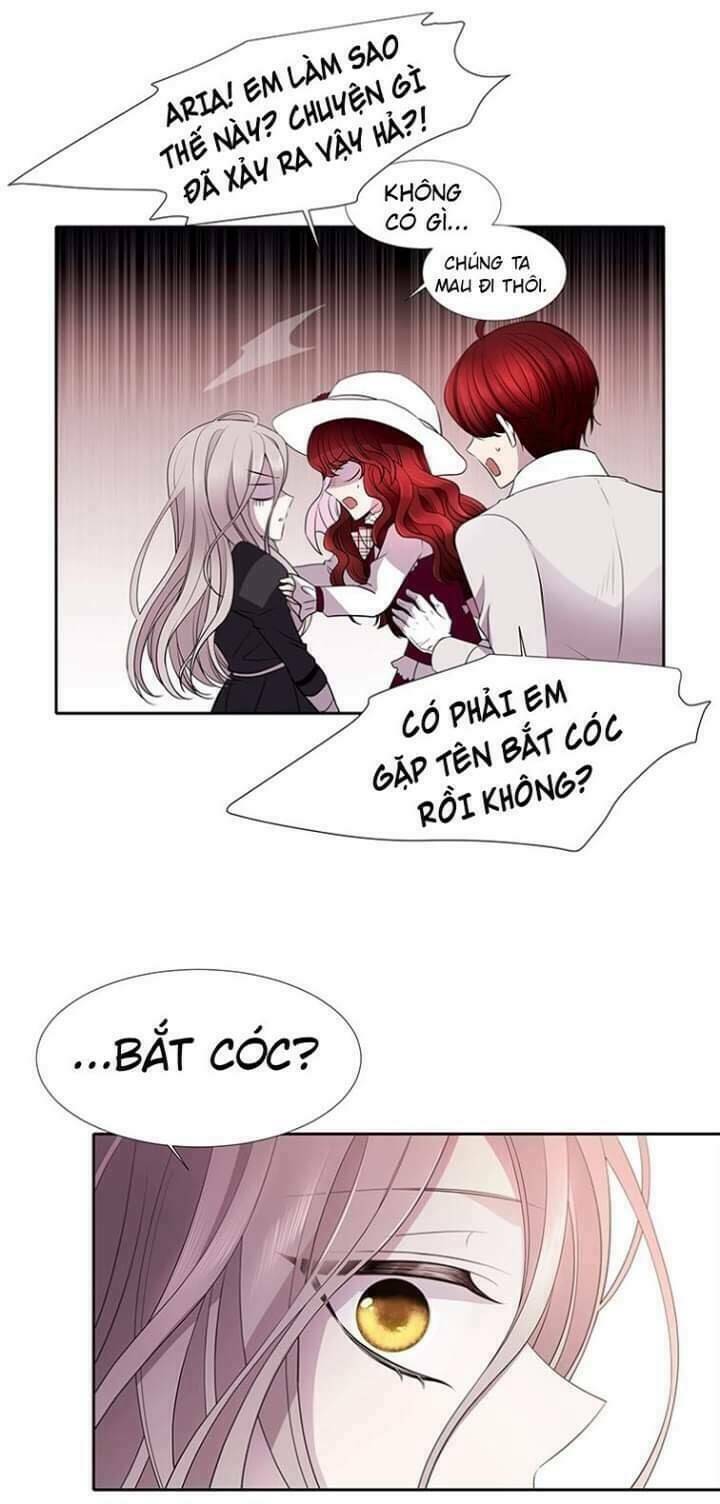 ARIA! EM LÀM SAO
THẾ NÀY? CHUYỆN GÌ
ĐÃ XẢY RA VẬY HẢ?!
KHÔNG
CÓ GÌ...
CHÚNG TA
MAU ĐI THÔI.
CÓ PHẢI EM
GẶP TÊN BẮT CÓC
RỒI KHÔNG?
...BẮT CÓC?